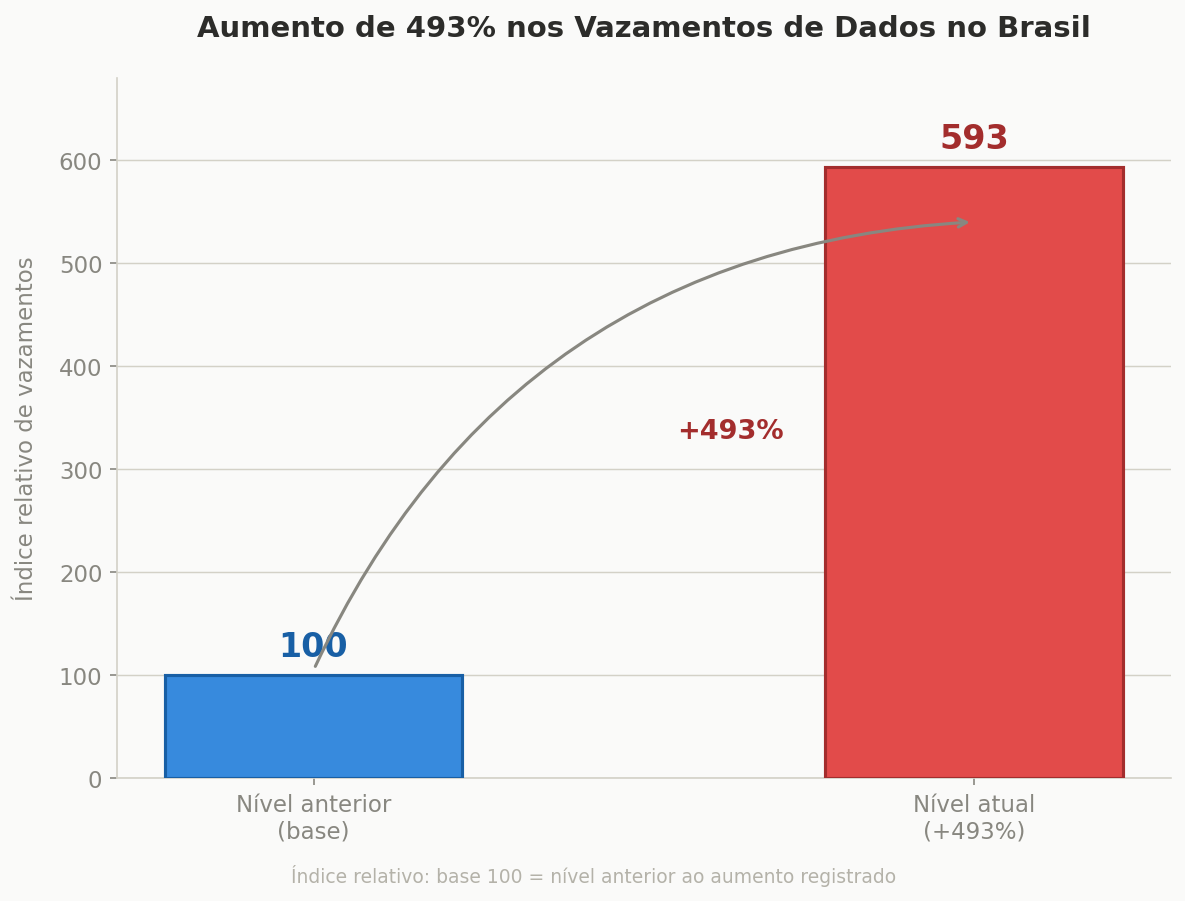 Aumento de 493% nos Vazamentos de Dados no Brasil
Índice relativo de vazamentos
600
500
400
300
200
100
0
100
+493%
593
Nível anterior
(base)
Nível atual
(+493%)
Índice relativo: base 100 = nível anterior ao aumento registrado